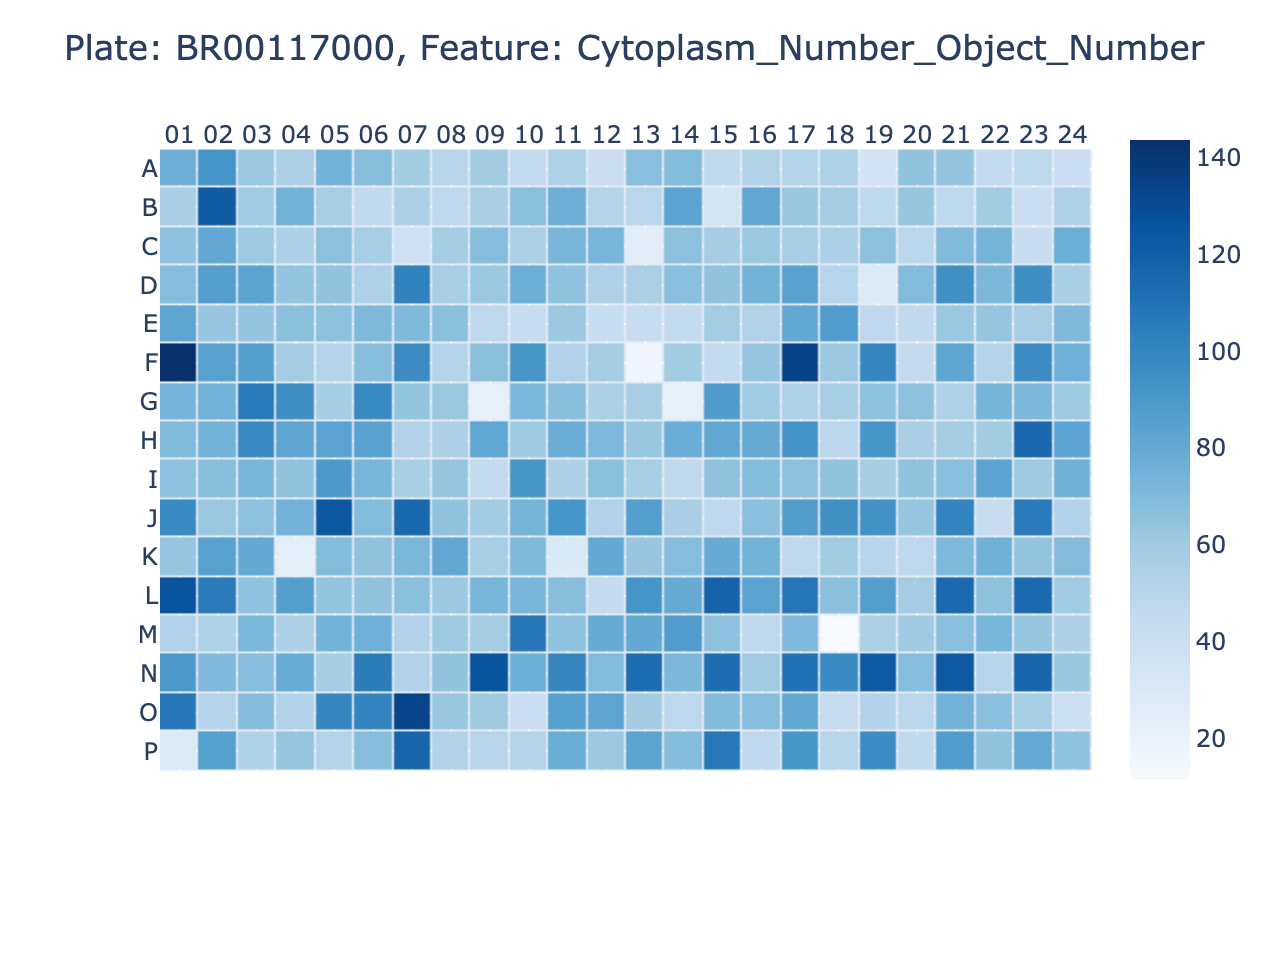 Plate: BR00117000, Feature: Cytoplasm_Number_Object_Number
01 02 03 04 05 06 07 08 09 10 11 12 13 14 15 16 17 18 19 20 21 22 23 24
A
B
C
D
E
F
G
H
I
J
K
L
M
N
O
P
140
120
100
80
60
40
20